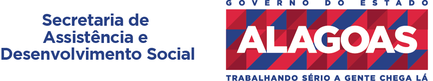 Secretaria de
Assistência e
Desenvolvimento Social
GOVERNO DO ESTADO
ALAGOAS
TRABALHANDO SÉRIO A GENTE CHEGA LÁ